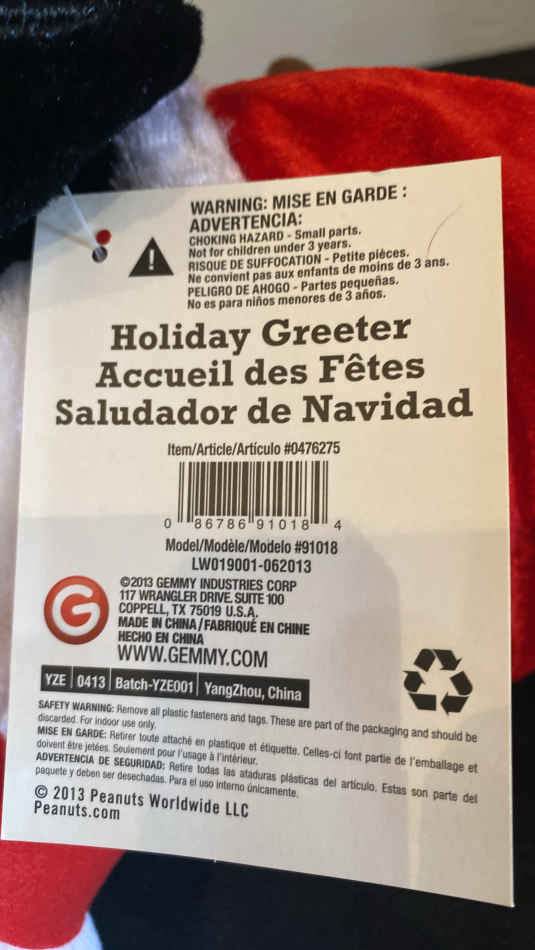 WARNING: MISE EN GARDE :
ADVERTENCIA:
CHOKING HAZARD - Small parts.
Not for children under 3 years.
RISQUE DE SUFFOCATION - Petite pièces.
Ne convient pas aux enfants de moins de 3 ans.
PELIGRO DE AHOGO - Partes pequeñas.
No es para niños menores de 3 años.
Holiday Greeter
Accueil des Fêtes
Saludador de Navidad
Item/Article/Artículo #0476275
0 86786 91018 4
Model/Modèle/Modelo #91018
LW019001-062013
G
©2013 GEMMY INDUSTRIES CORP
117 WRANGLER DRIVE. SUITE 100
COPPELL, TX 75019 U.S.A.
MADE IN CHINA/FABRIQUÉ EN CHINE
HECHO EN CHINA
WWW.GEMMY.COM
YZE | 0413 | Batch-YZE001 | YangZhou, China
SAFETY WARNING: Remove all plastic fasteners and tags. These are part of the packaging and should be
discarded. For indoor use only.
MISE EN GARDE: Retirer toute attaché en plastique et étiquette. Celles-ci font partie de l'emballage et
doivent être jetées. Seulement pour l'usage à l'intérieur.
ADVERTENCIA DE SEGURIDAD: Retire todas las ataduras plásticas del artículo. Estas son parte del
paquete y deben ser desechadas. Para el uso interno únicamente.
© 2013 Peanuts Worldwide LLC
Peanuts.com